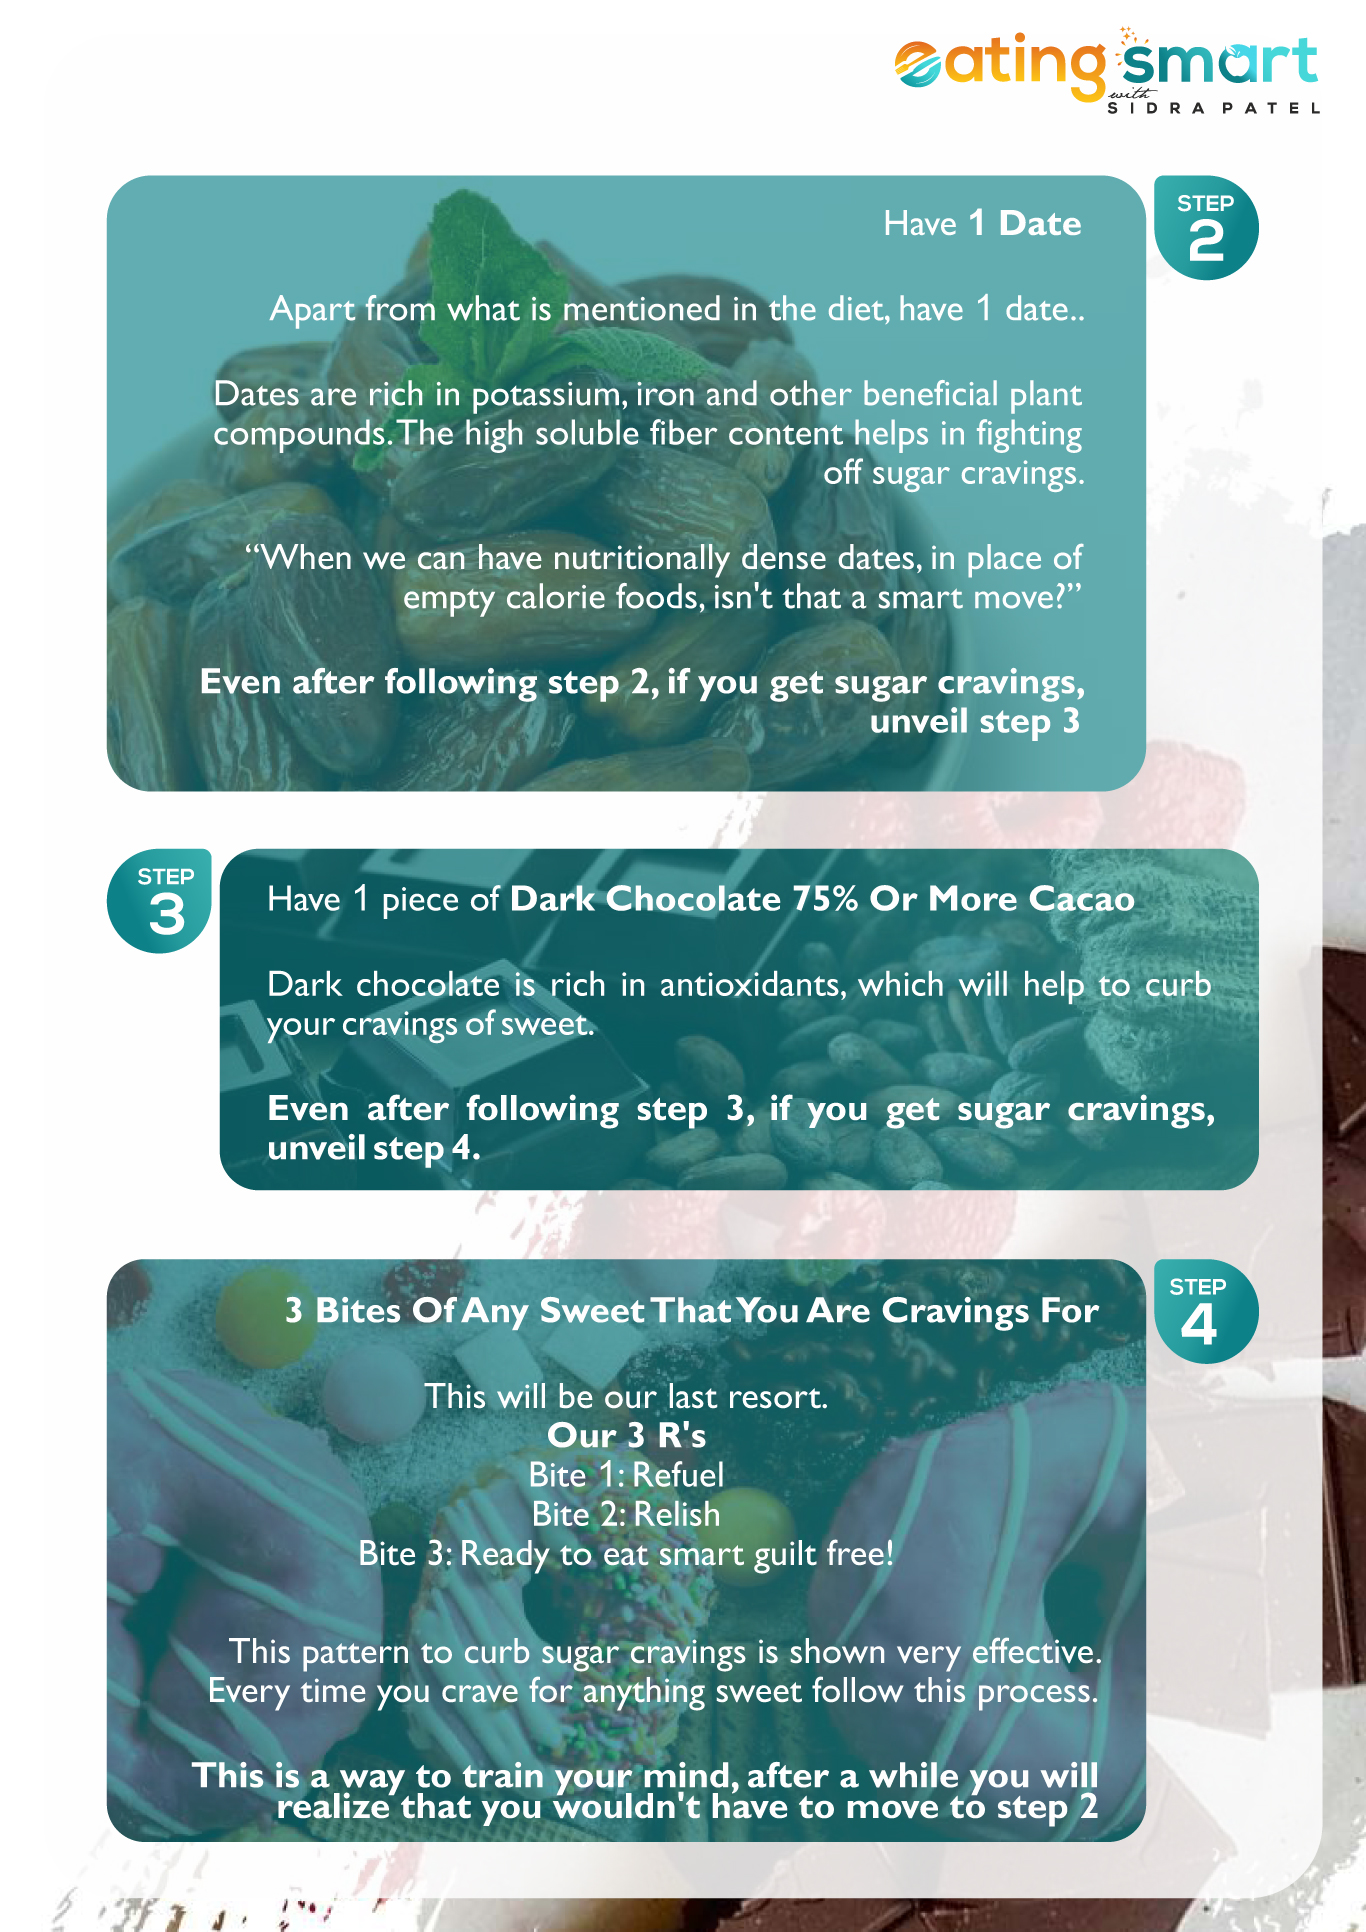 eating smart
with
SIDRA PATEL
STEP
2
Have 1 Date
Apart from what is mentioned in the diet, have 1 date..
Dates are rich in potassium, iron and other beneficial plant
compounds. The high soluble fiber content helps in fighting
off sugar cravings.
“When we can have nutritionally dense dates, in place of
empty calorie foods, isn't that a smart move?”
Even after following step 2, if you get sugar cravings,
unveil step 3
STEP
3
Have 1 piece of Dark Chocolate 75% Or More Cacao
Dark chocolate is rich in antioxidants, which will help to curb
your cravings of sweet.
Even after following step 3, if you get sugar cravings,
unveil step 4.
STEP
4
3 Bites Of Any Sweet That You Are Cravings For
This will be our last resort.
Our 3 R's
Bite 1: Refuel
Bite 2: Relish
Bite 3: Ready to eat smart guilt free!
This pattern to curb sugar cravings is shown very effective.
Every time you crave for anything sweet follow this process.
This is a way to train your mind, after a while you will
realize that you wouldn't have to move to step 2